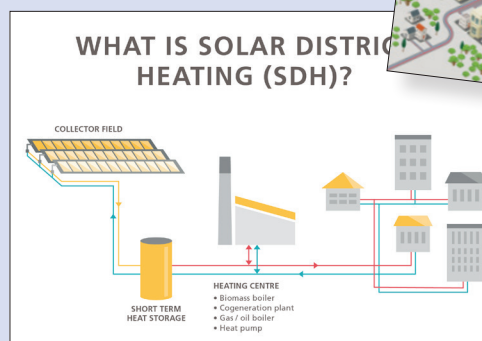 WHAT IS SOLAR DISTRIC
HEATING (SDH)?
COLLECTOR FIELD
SHORT TERM
HEAT STORAGE
HEATING CENTRE
• Biomass boiler
• Cogeneration plant
• Gas / oil boiler
• Heat pump